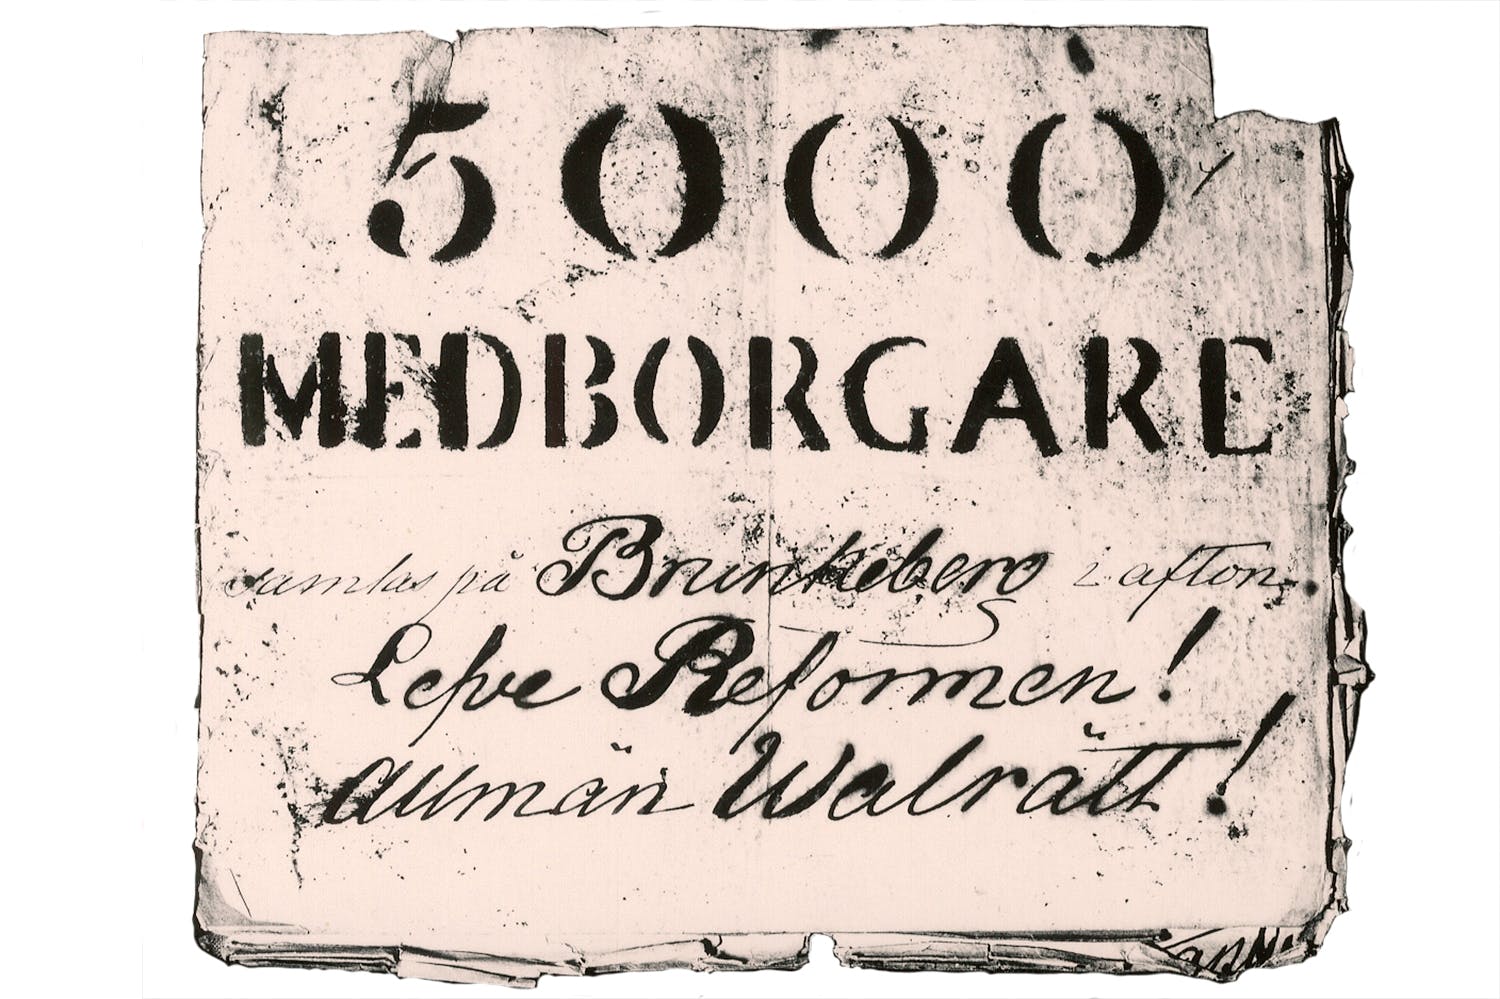 5000
MEDBORGARE
samlas på Brunkeberg i afton.
Lefve Reformen!
Allmän Walrätt!